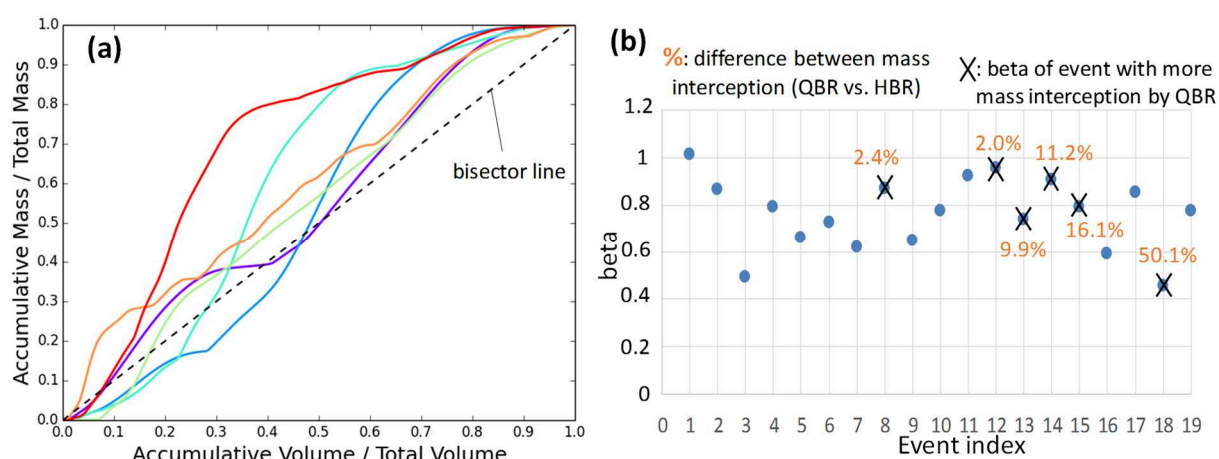 (a)
Accumulative Mass / Total Mass
1.0
0.9
0.8
0.7
0.6
0.5
0.4
0.3
0.2
0.1
0.0
bisector line
0.0 0.1 0.2 0.3 0.4 0.5 0.6 0.7 0.8 0.9 1.0
Accumulative Volume / Total Volume
(b)
%: difference between mass
interception (QBR vs. HBR)
X: beta of event with more
mass interception by QBR
beta
1.2
1
0.8
0.6
0.4
0.2
0
2.4%
2.0%
11.2%
9.9%
16.1%
50.1%
0 1 2 3 4 5 6 7 8 9 10 11 12 13 14 15 16 17 18 19
Event index